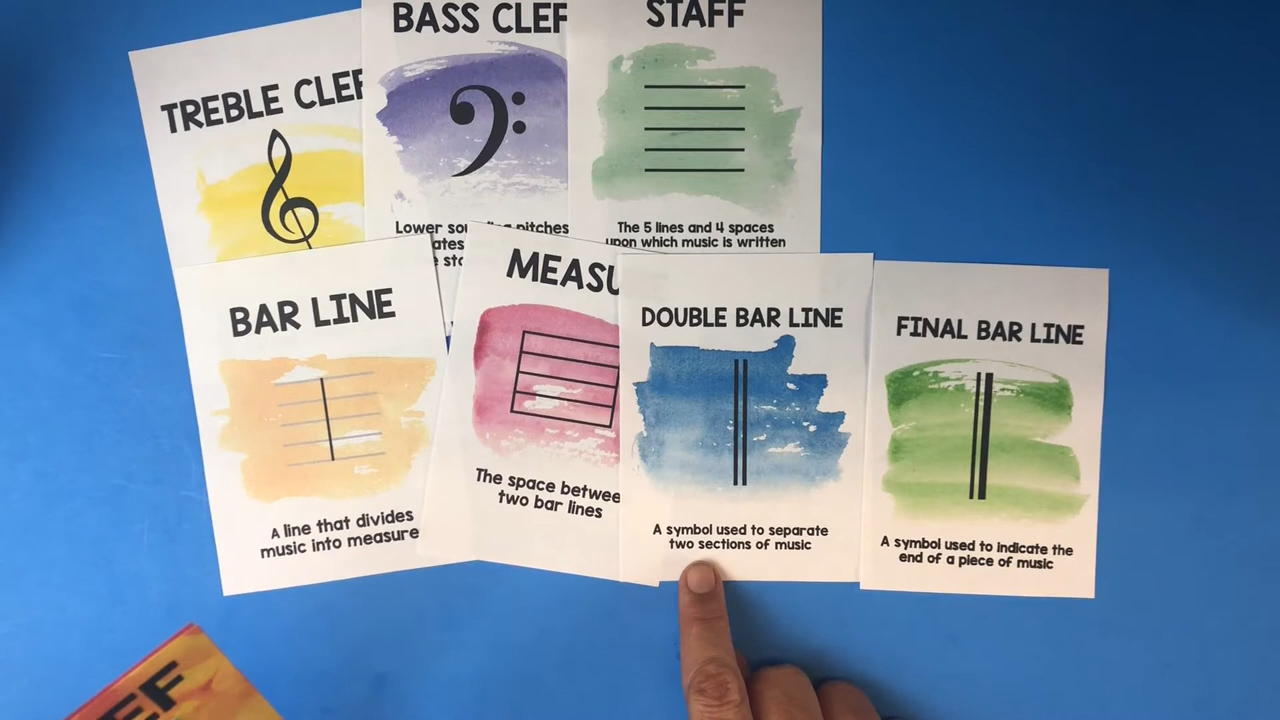 TREBLE CLEF
BASS CLEF
Lower
pitches
STAFF
The 5 lines and 4 spaces
upon which music is written
BAR LINE
A line that divides
music into measure
MEASU
The space betwee
two bar lines
DOUBLE BAR LINE
A symbol used to separate
two sections of music
FINAL BAR LINE
A symbol used to indicate the
end of a piece of music
EF